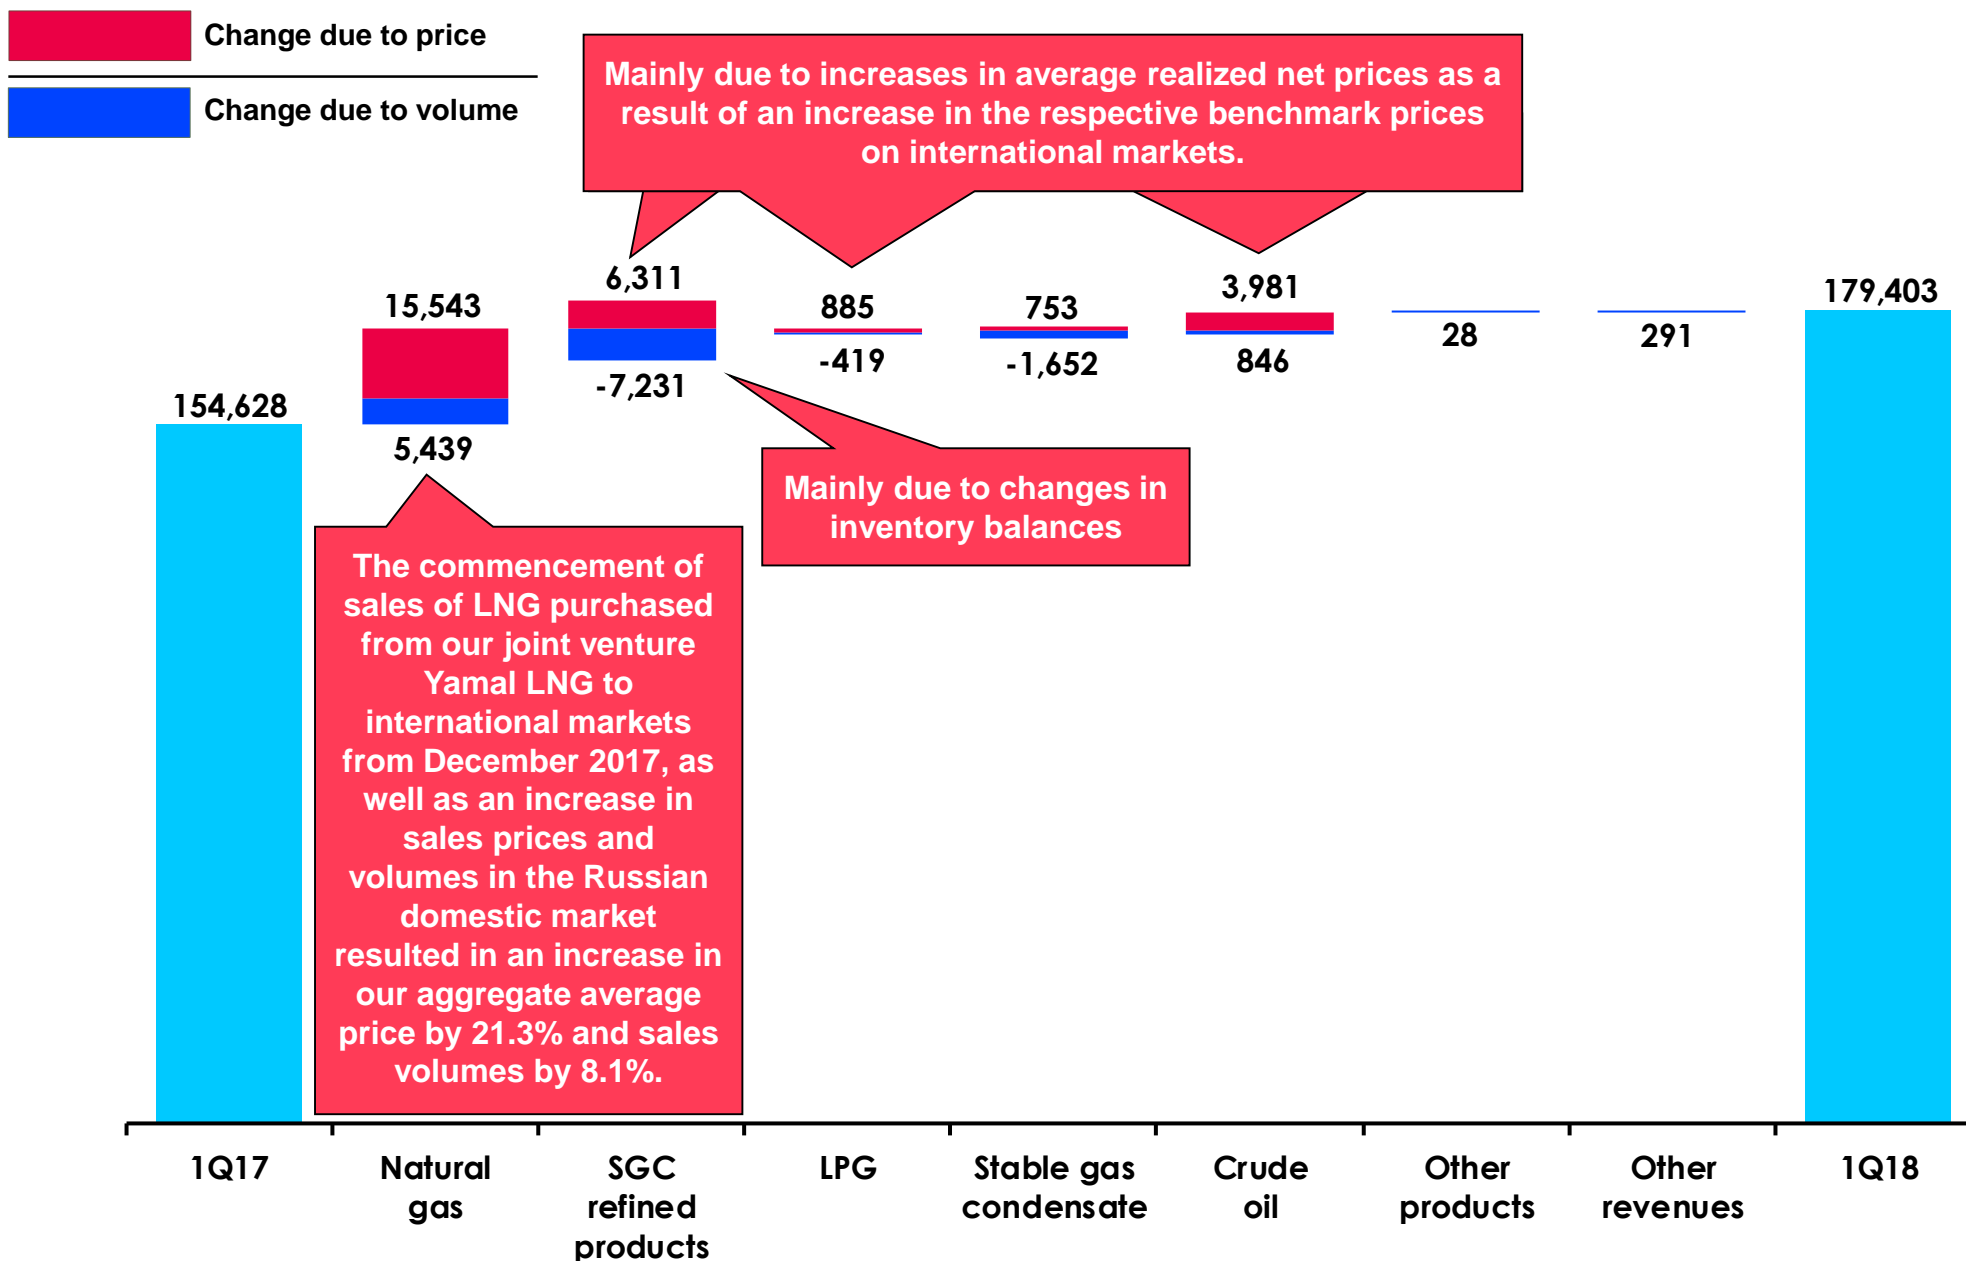 Change due to price
Change due to volume
Mainly due to increases in average realized net prices as a
result of an increase in the respective benchmark prices
on international markets.
154,628
15,543
5,439
6,311
-7,231
885
-419
753
-1,652
3,981
846
28
291
179,403
Mainly due to changes in
inventory balances
The commencement of
sales of LNG purchased
from our joint venture
Yamal LNG to
international markets
from December 2017, as
well as an increase in
sales prices and
volumes in the Russian
domestic market
resulted in an increase in
our aggregate average
price by 21.3% and sales
volumes by 8.1%.
1Q17
Natural
gas
SGC
refined
products
LPG
Stable gas
condensate
Crude
oil
Other
products
Other
revenues
1Q18